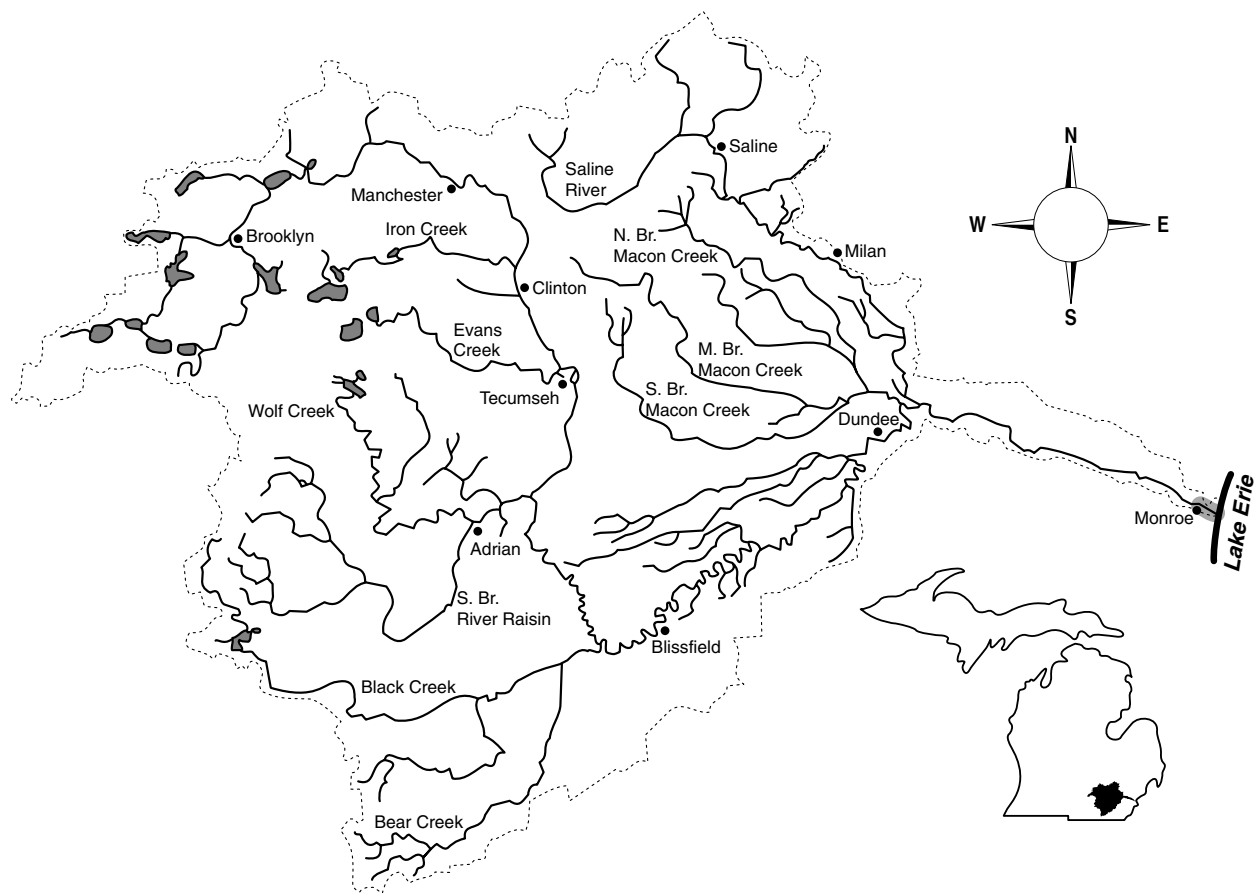 N
Saline
Saline
River
Manchester
W
E
Iron Creek
Brooklyn
N. Br.
Macon Creek
Milan
Clinton
S
Evans
Creek
M. Br.
Macon Creek
Tecumseh
S. Br.
Macon Creek
Wolf Creek
Dundee
Monroe
Lake Erie
Adrian
S. Br.
River Raisin
Blissfield
Black Creek
Bear Creek